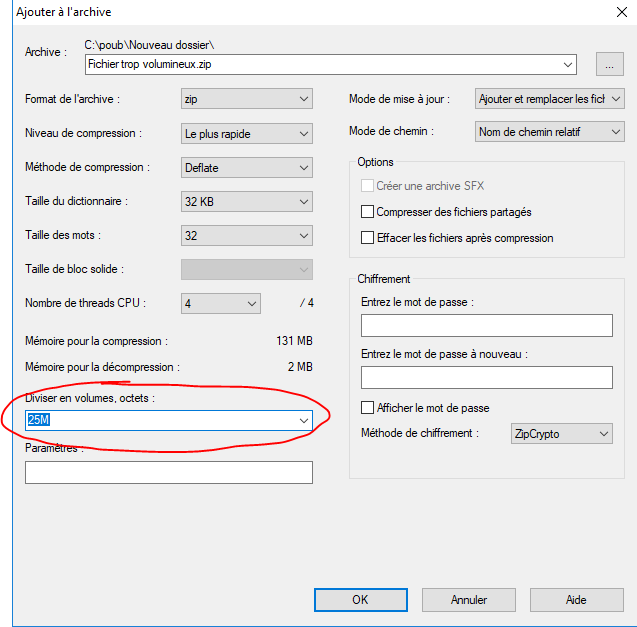 Ajouter à l'archive
Archive :
C:\poub\Nouveau dossier\
Fichier trop volumineux.zip
...
Format de l'archive :
zip
Niveau de compression :
Le plus rapide
Méthode de compression :
Deflate
Taille du dictionnaire :
32 KB
Taille des mots :
32
Taille de bloc solide :
Nombre de threads CPU :
4
/ 4
Mémoire pour la compression :
131 MB
Mémoire pour la décompression :
2 MB
Diviser en volumes, octets :
25M
Paramètres :
Mode de mise à jour :
Ajouter et remplacer les fich
Mode de chemin :
Nom de chemin relatif
Options
Créer une archive SFX
Compresser des fichiers partagés
Effacer les fichiers après compression
Chiffrement
Entrez le mot de passe :
Entrez le mot de passe à nouveau :
Afficher le mot de passe
Méthode de chiffrement :
ZipCrypto
OK
Annuler
Aide